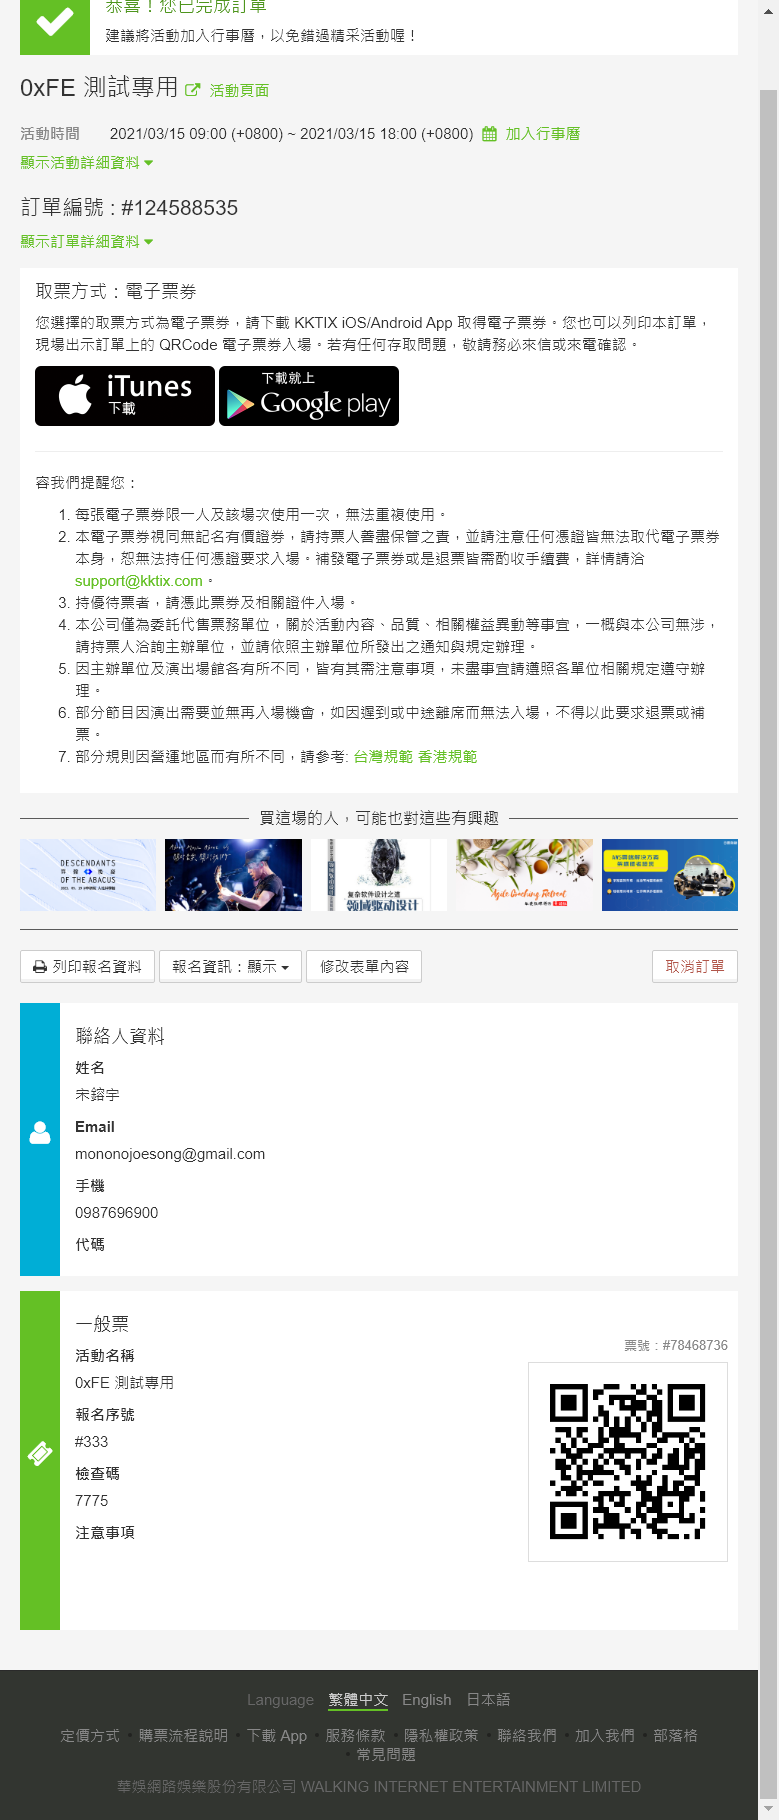 恭喜！您已完成訂單
建議將活動加入行事曆，以免錯過精采活動喔！
0xFE 測試專用 活動頁面
活動時間 2021/03/15 09:00 (+0800) ~ 2021/03/15 18:00 (+0800) 加入行事曆
顯示活動詳細資料
訂單編號 : #124588535
顯示訂單詳細資料
取票方式：電子票券
您選擇的取票方式為電子票券，請下載 KKTIX iOS/Android App 取得電子票券。您也可以列印本訂單，
現場出示訂單上的 QRCode 電子票券入場。若有任何存取問題，敬請務必來信或來電確認。
iTunes
下載
下載就上
Google play
容我們提醒您：
1. 每張電子票券限一人及該場次使用一次，無法重複使用。
2. 本電子票券視同無記名有價證券，請持票人善盡保管之責，並請注意任何憑證皆無法取代電子票券
本身，恕無法持任何憑證要求入場。補發電子票券或是退票皆需酌收手續費，詳情請洽
support@kktix.com。
3. 持優待票者，請憑此票券及相關證件入場。
4. 本公司僅為委託代售票務單位，關於活動內容、品質、相關權益異動等事宜，一概與本公司無涉，
請持票人洽詢主辦單位，並請依照主辦單位所發出之通知與規定辦理。
5. 因主辦單位及演出場館各有所不同，皆有其需注意事項，未盡事宜請遵照各單位相關規定遵守辦
理。
6. 部分節目因演出需要並無再入場機會，如因遲到或中途離席而無法入場，不得以此要求退票或補
票。
7. 部分規則因營運地區而有所不同，請參考: 台灣規範 香港規範
買這場的人，可能也對這些有興趣
DESCENDANTS
OF THE ABACUS
复杂软件设计之道
领域驱动设计
Agile Coaching Retreat
列印報名資料 報名資訊：顯示 修改表單內容 取消訂單
聯絡人資料
姓名
宋鎔宇
Email
mononojoesong@gmail.com
手機
0987696900
代碼
一般票
票號：#78468736
活動名稱
0xFE 測試專用
報名序號
#333
檢查碼
7775
注意事項
Language 繁體中文 English 日本語
定價方式 • 購票流程說明 • 下載 App • 服務條款 • 隱私權政策 • 聯絡我們 • 加入我們 • 部落格
• 常見問題
華娛網路娛樂股份有限公司 WALKING INTERNET ENTERTAINMENT LIMITED